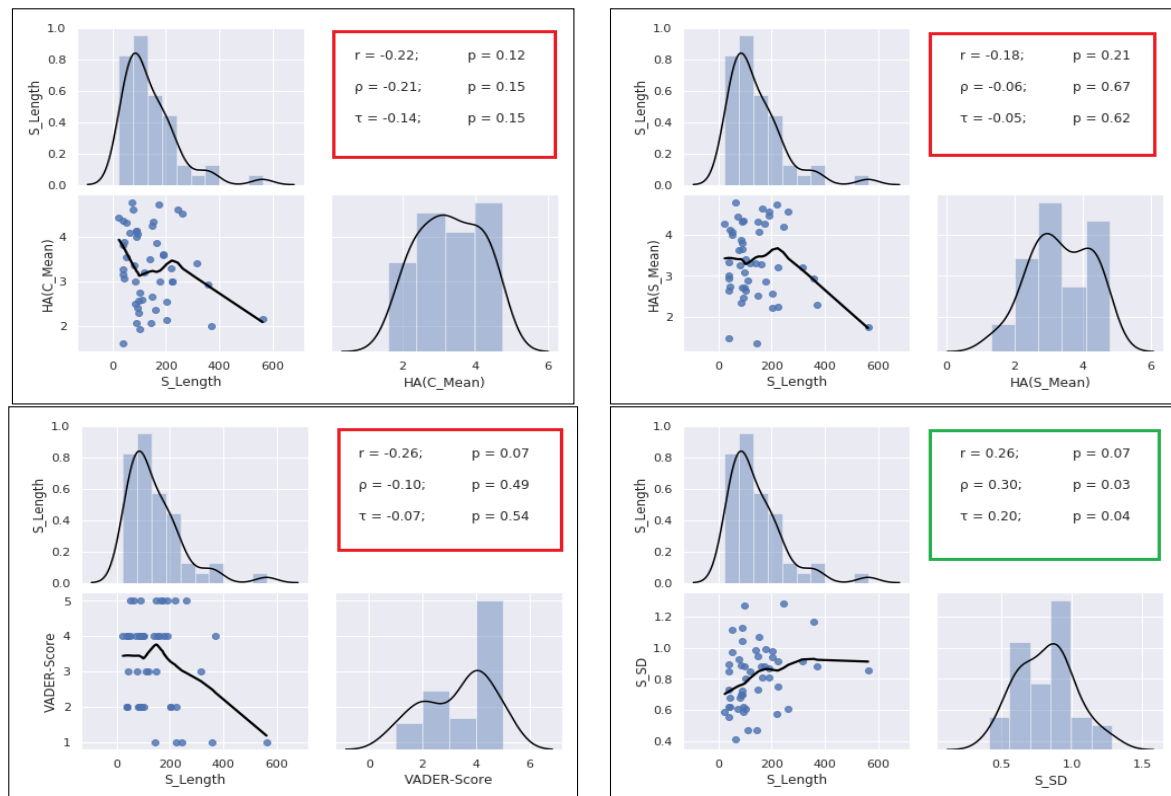 1.0
0.8
0.6
0.4
0.2
0.0
S_Length
r = -0.22; p = 0.12
ρ = -0.21; p = 0.15
τ = -0.14; p = 0.15
4
3
2
HA(C_Mean)
0 200 400 600
S_Length
2 4 6
HA(C_Mean)
1.0
0.8
0.6
0.4
0.2
0.0
S_Length
r = -0.18; p = 0.21
ρ = -0.06; p = 0.67
τ = -0.05; p = 0.62
4
3
2
HA(S_Mean)
0 200 400 600
S_Length
0 2 4 6
HA(S_Mean)
1.0
0.8
0.6
0.4
0.2
0.0
S_Length
r = -0.26; p = 0.07
ρ = -0.10; p = 0.49
τ = -0.07; p = 0.54
5
4
3
2
1
VADER-Score
0 200 400 600
S_Length
0 2 4 6
VADER-Score
1.0
0.8
0.6
0.4
0.2
0.0
S_Length
r = 0.26; p = 0.07
ρ = 0.30; p = 0.03
τ = 0.20; p = 0.04
1.2
1.0
0.8
0.6
0.4
S_SD
0 200 400 600
S_Length
0.5 1.0 1.5
S_SD